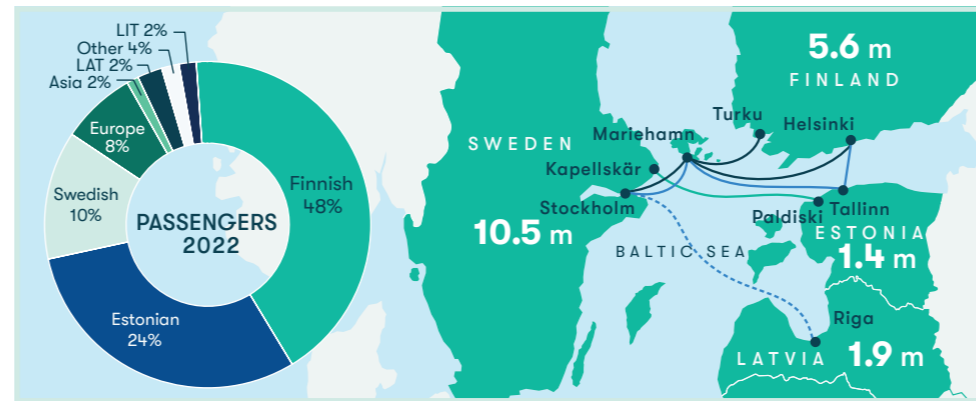 LIT 2%
Other 4%
LAT 2%
Asia 2%
Europe
8%
Swedish
10%
Estonian
24%
Finnish
48%
PASSENGERS
2022
5.6 m
FINLAND
SWEDEN
10.5 m
Mariehamn
Turku
Helsinki
Kapellskär
Stockholm
Paldiski
Tallinn
ESTONIA
1.4 m
BALTIC SEA
Riga
LATVIA
1.9 m